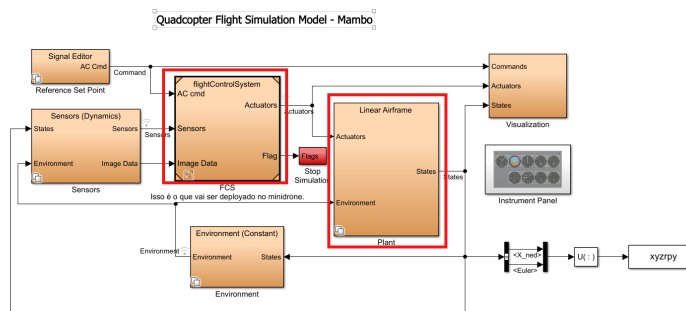 Quadcopter Flight Simulation Model - Mambo
Signal Editor
AC Cmd
Command
Reference Set Point
flightControlSystem
AC cmd
Actuators
Sensors
Image Data
Flag
FCS
Isso é o que vai ser deployado no minidrone.
Actuators
Flags
Stop
Simulation
Sensors (Dynamics)
States
Sensors
Environment
Image Data
Sensors
Sensors
Linear Airframe
Actuators
States
Environment
Plant
States
Commands
Actuators
States
Visualization
Instrument Panel
Environment (Constant)
Environment
States
Environment
Environment
<X_ned>
<Euler>
U( : )
xyzrpy